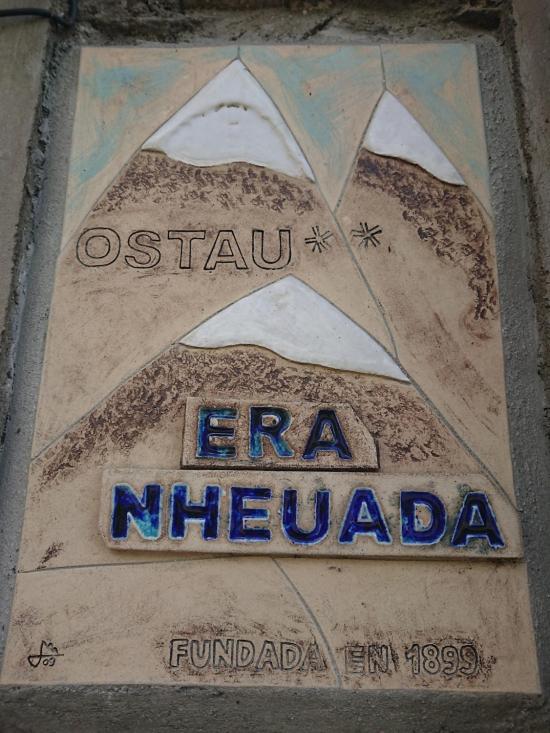 OSTAU**
ERA
NHEUADA
FUNDADA EN 1899